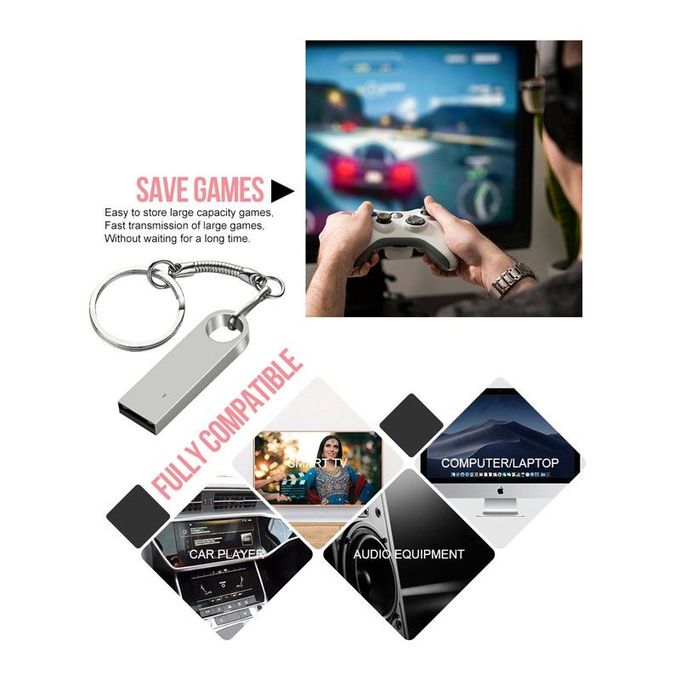 SAVE GAMES
Easy to store large capacity games,
Fast transmission of large games,
Without waiting for a long time.
FULLY COMPATIBLE
SMART TV
COMPUTER/LAPTOP
CAR PLAYER
AUDIO EQUIPMENT